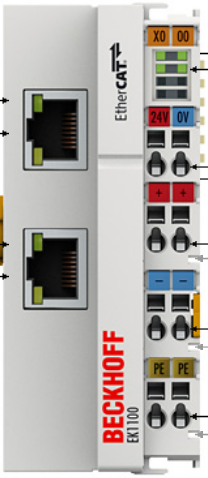 X0 00
EtherCAT
24V 0V
+ +
- -
BECKHOFF
EK1100
PE PE